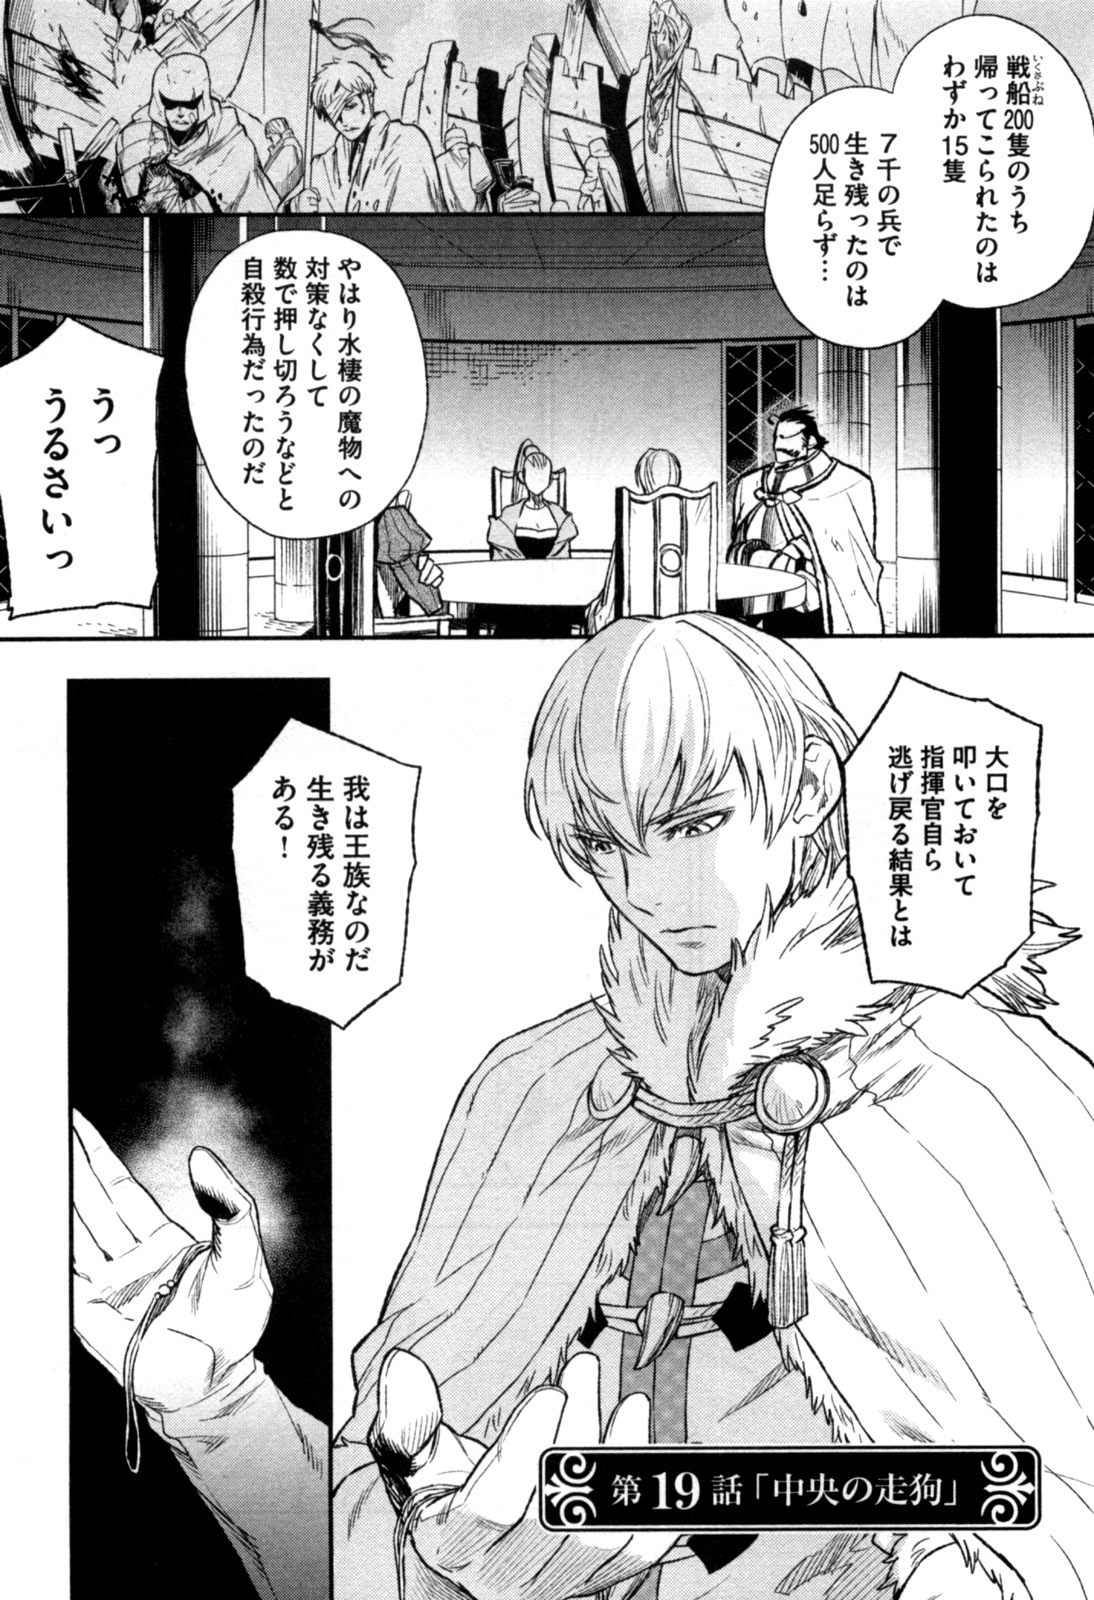 戦船200隻のうち
いくさぶね
帰ってこられたのは
わずか15隻
7千の兵で
生き残ったのは
500人足らず…
やはり水棲の魔物への
対策なくして
数で押し切ろうなどと
自殺行為だったのだ
うっ
うるさいっ
大口を
叩いておいて
指揮官自ら
逃げ戻る結果とは
我は王族なのだ
生き残る義務が
ある！
第19話「中央の走狗」